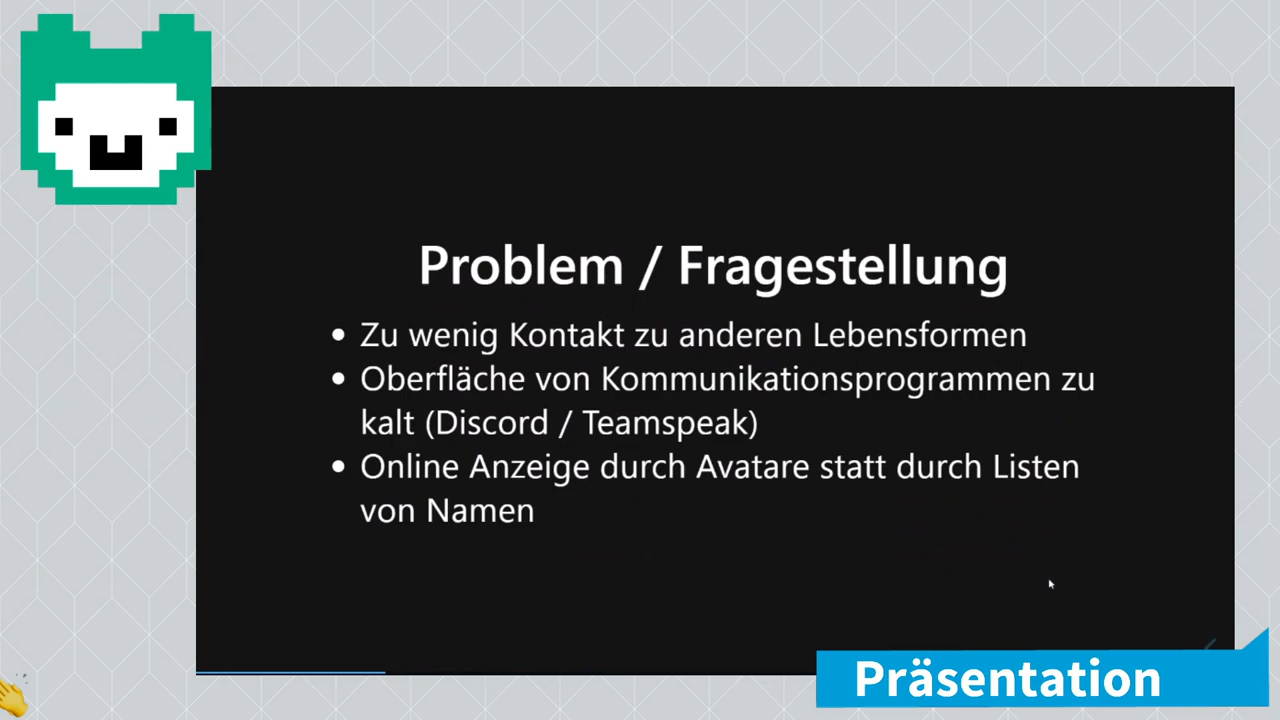 Problem / Fragestellung
• Zu wenig Kontakt zu anderen Lebensformen
• Oberfläche von Kommunikationsprogrammen zu
kalt (Discord / Teamspeak)
• Online Anzeige durch Avatare statt durch Listen
von Namen
Präsentation